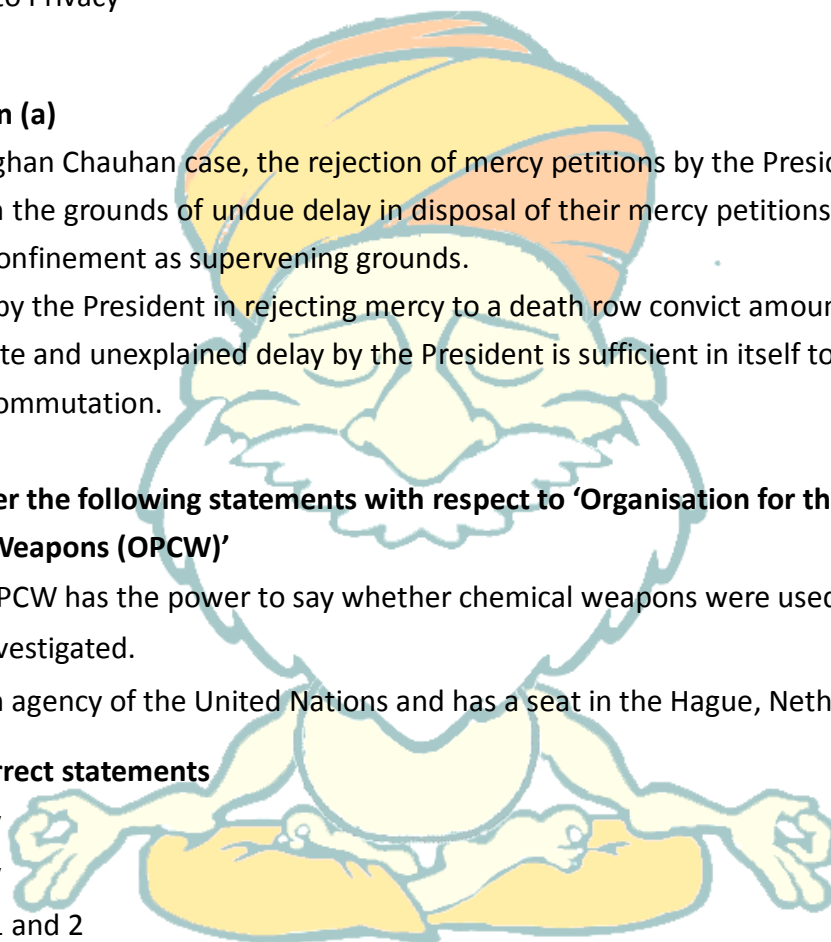 to Privacy
n (a)
ghan Chauhan case, the rejection of mercy petitions by the Presid
n the grounds of undue delay in disposal of their mercy petitions
onfinement as supervening grounds.
by the President in rejecting mercy to a death row convict amoun
te and unexplained delay by the President is sufficient in itself to
ommutation.
er the following statements with respect to ‘Organisation for th
Weapons (OPCW)’
PCW has the power to say whether chemical weapons were used
vestigated.
n agency of the United Nations and has a seat in the Hague, Neth
rrect statements
1 and 2